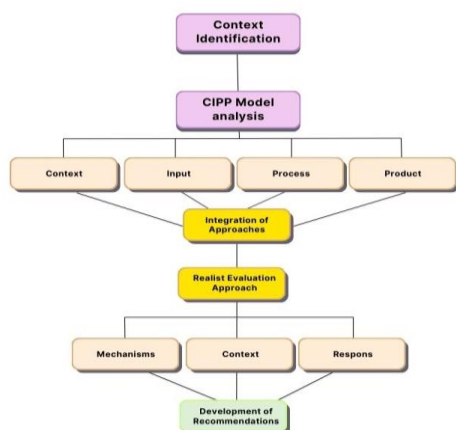 Context
Identification
CIPP Model
analysis
Context
Input
Process
Product
Integration of
Approaches
Realist Evaluation
Approach
Mechanisms
Context
Respons
Development of
Recommendations